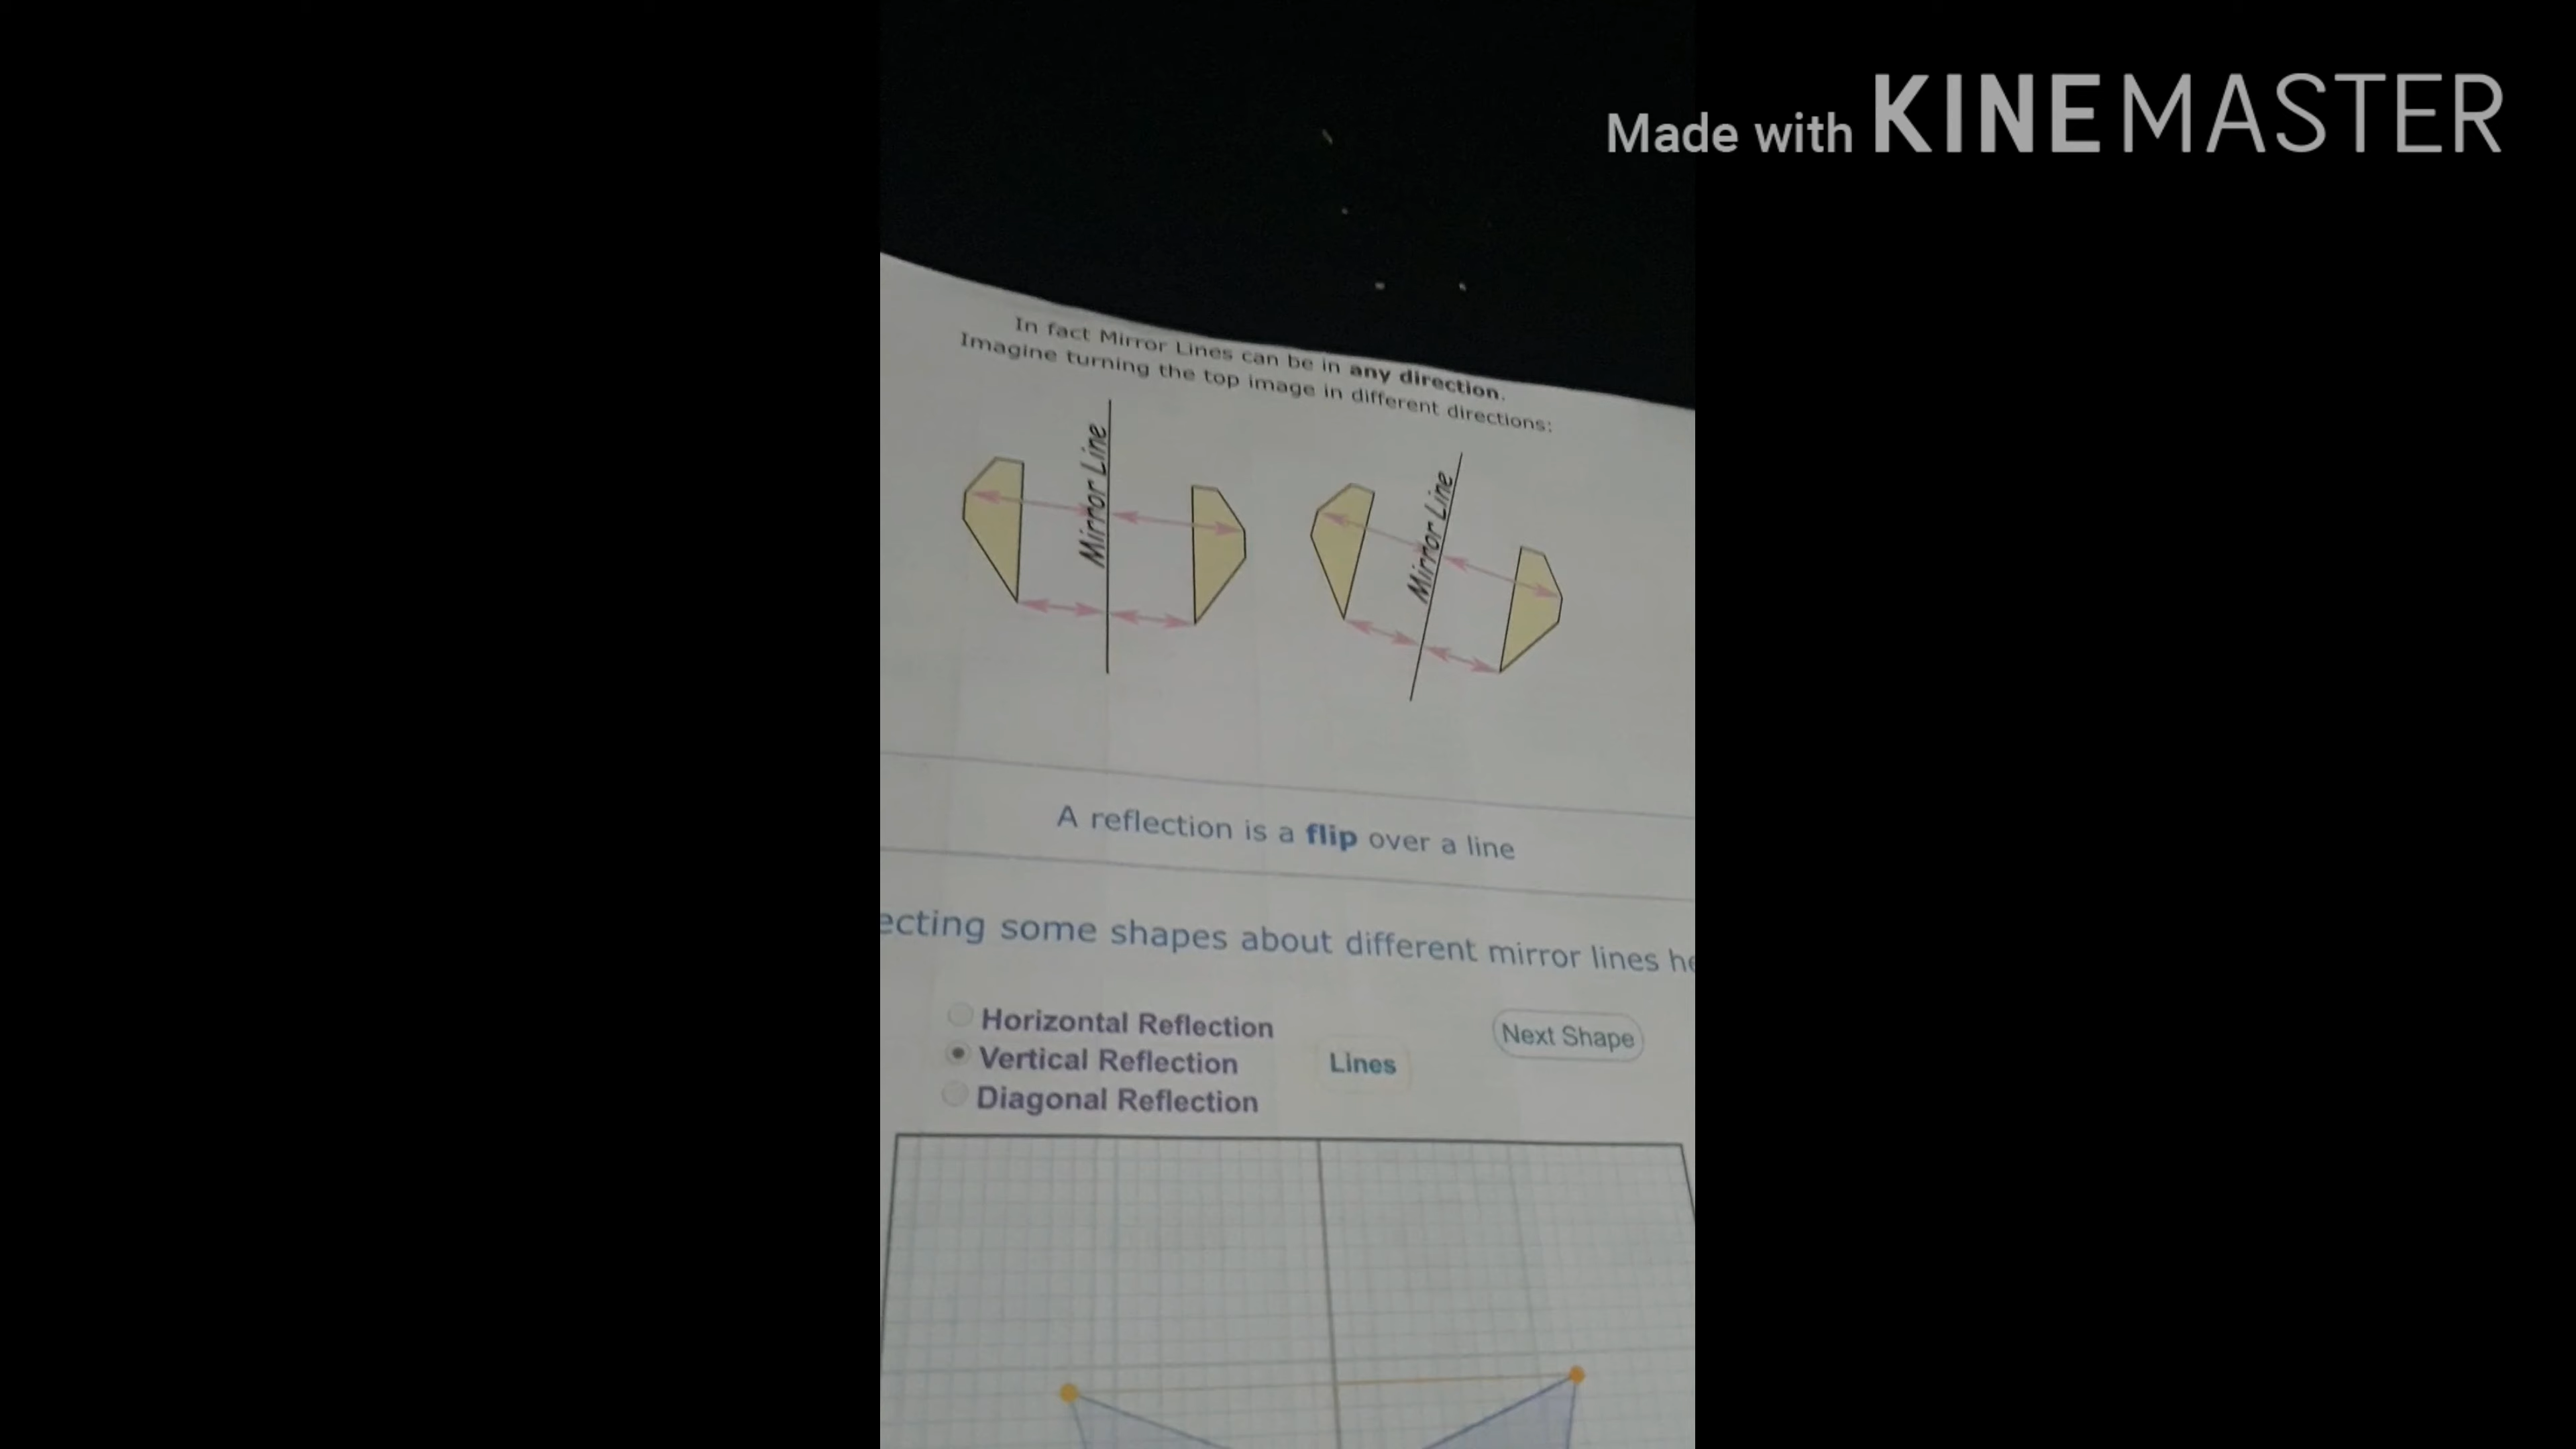 Made with KINEMASTER
In fact Mirror Lines can be in any direction.
Imagine turning the top image in different directions:
Mirror Line
Mirror Line
A reflection is a flip over a line
ecting some shapes about different mirror lines he
Horizontal Reflection
Vertical Reflection
Diagonal Reflection
Lines
Next Shape